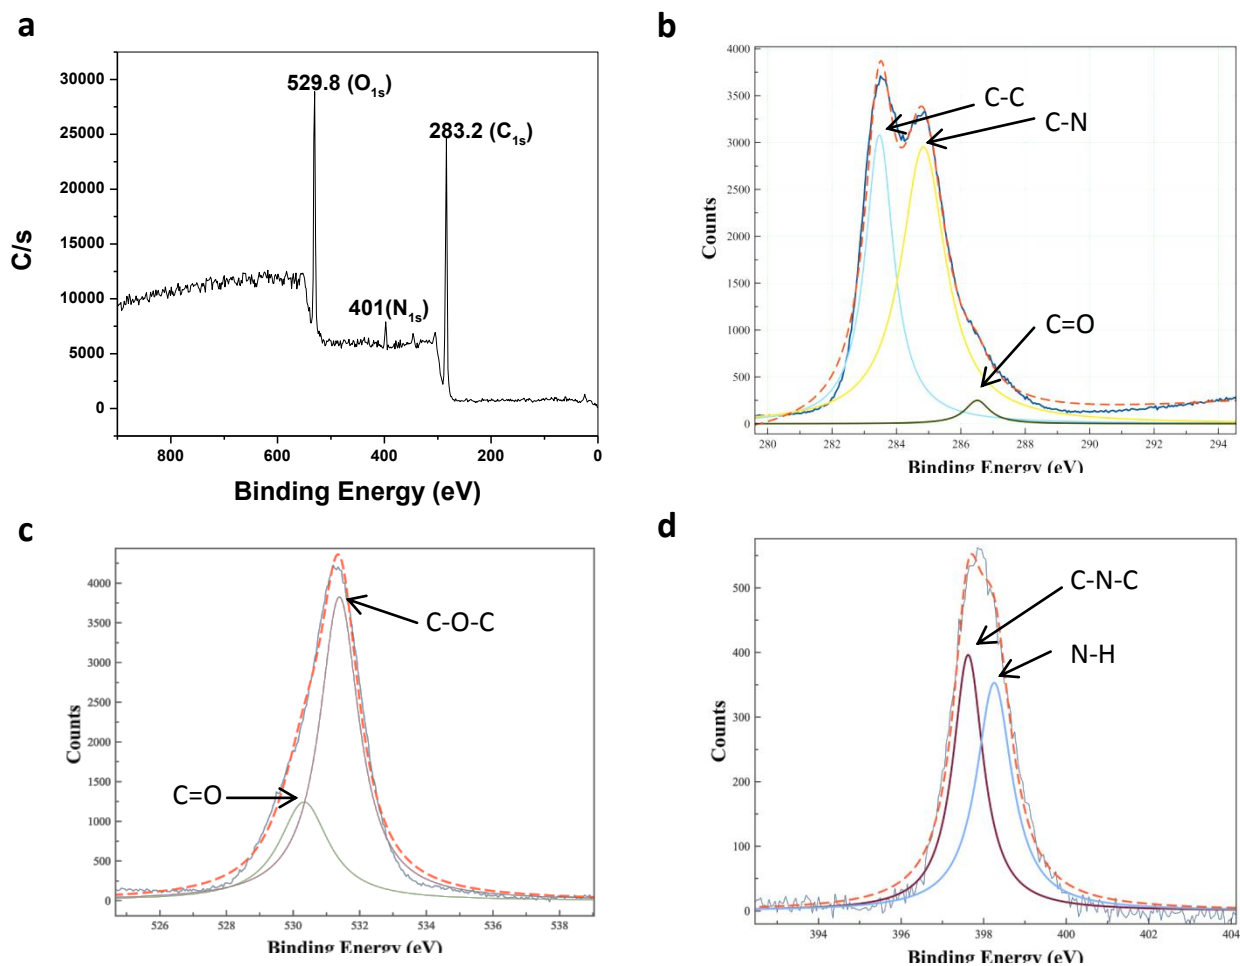 a
30000
25000
20000
15000
10000
5000
0
C/s
529.8 (O1s)
283.2 (C1s)
401(N1s)
800 600 400 200 0
Binding Energy (eV)
b
4000
3500
3000
2500
2000
1500
1000
500
0
Counts
C-C
C-N
C=O
280 282 284 286 288 290 292 294
Binding Energy (eV)
c
4000
3500
3000
2500
2000
1500
1000
500
0
Counts
C-O-C
C=O
526 528 530 532 534 536 538
Binding Energy (eV)
d
500
400
300
200
100
0
Counts
C-N-C
N-H
394 396 398 400 402 404
Binding Energy (eV)